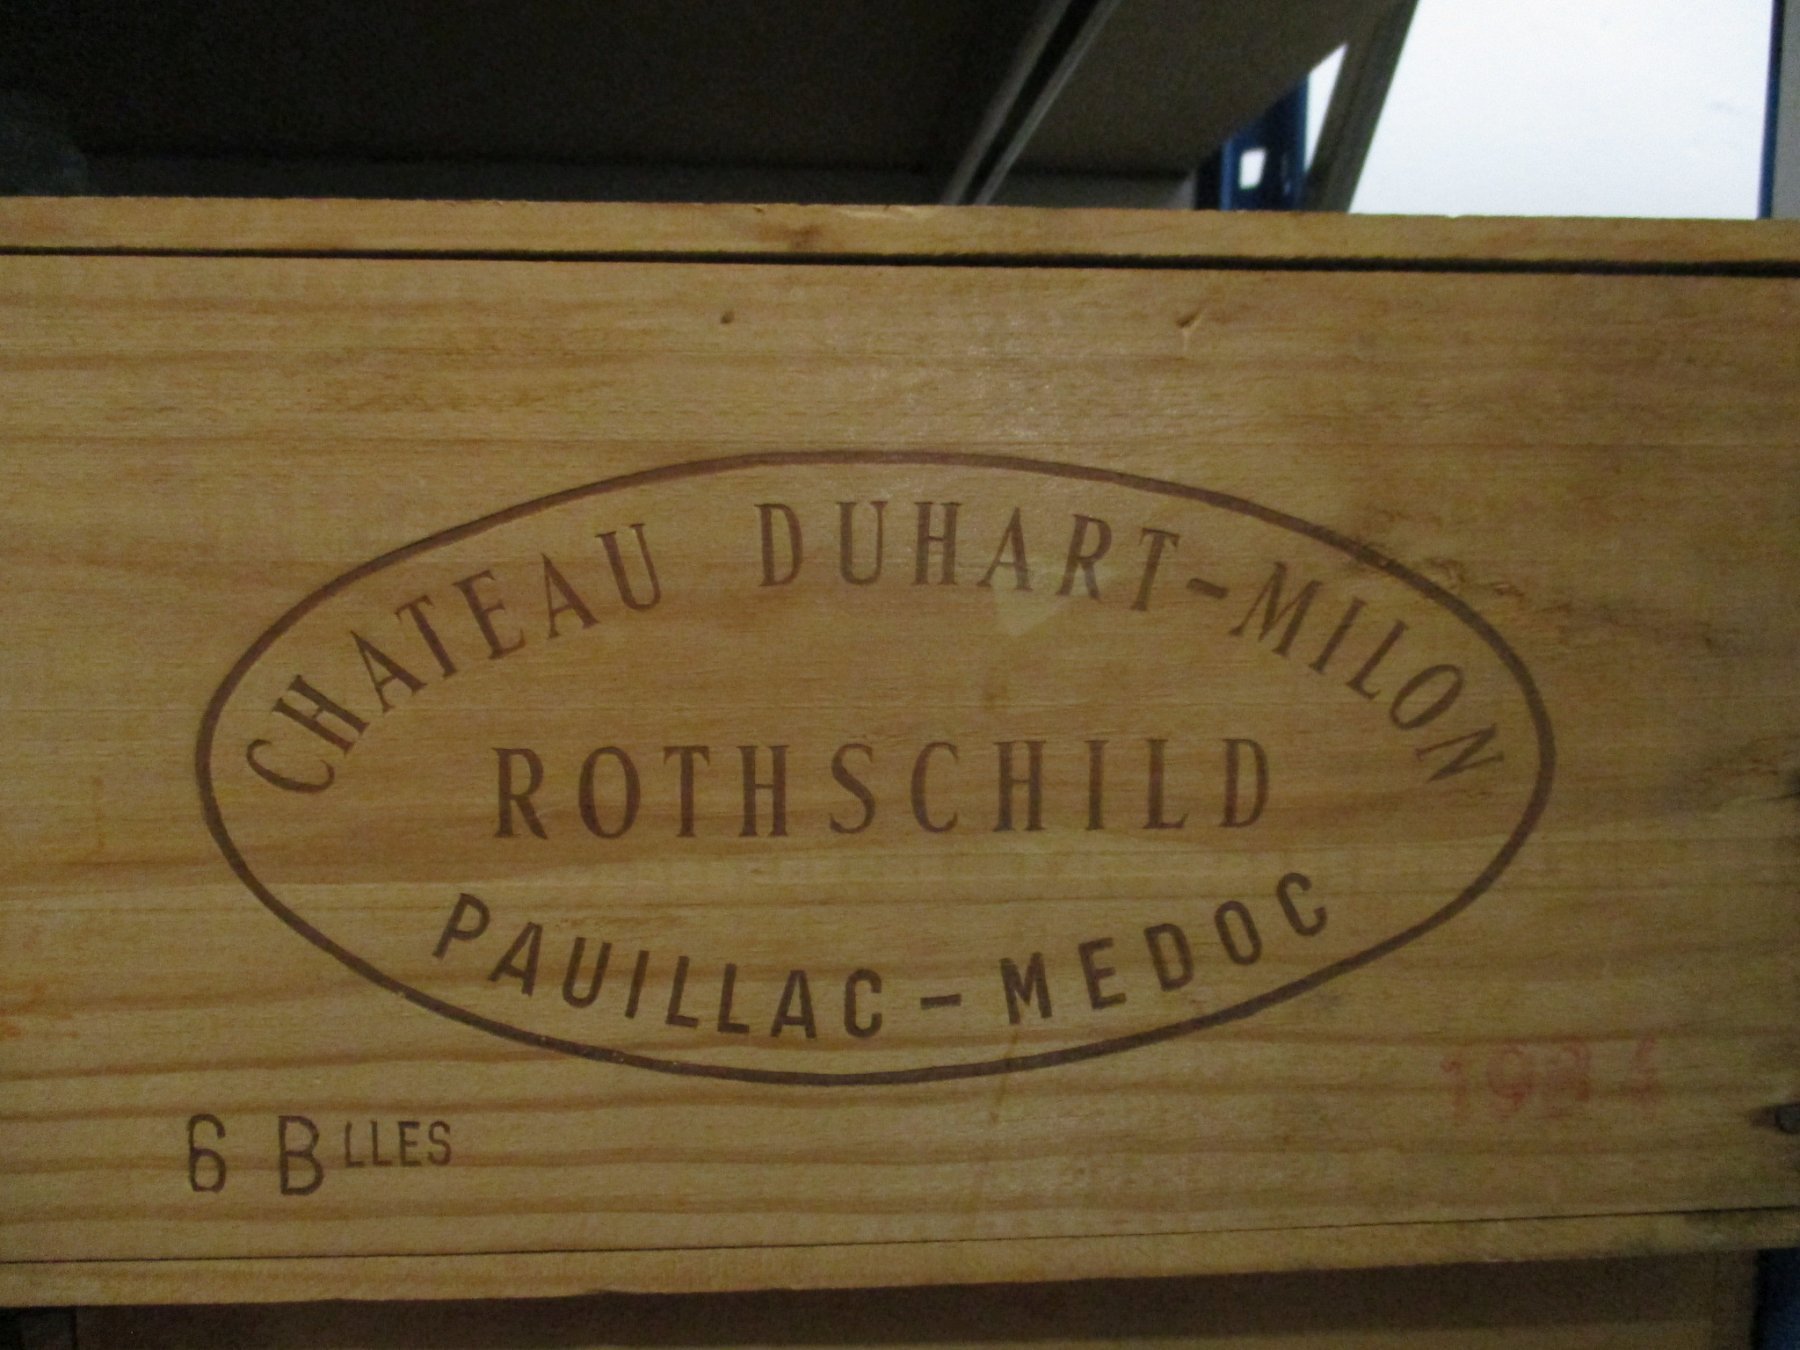 CHATEAU DUHART-MILON
ROTHSCHILD
PAUILLAC-MEDOC
6 BLLES